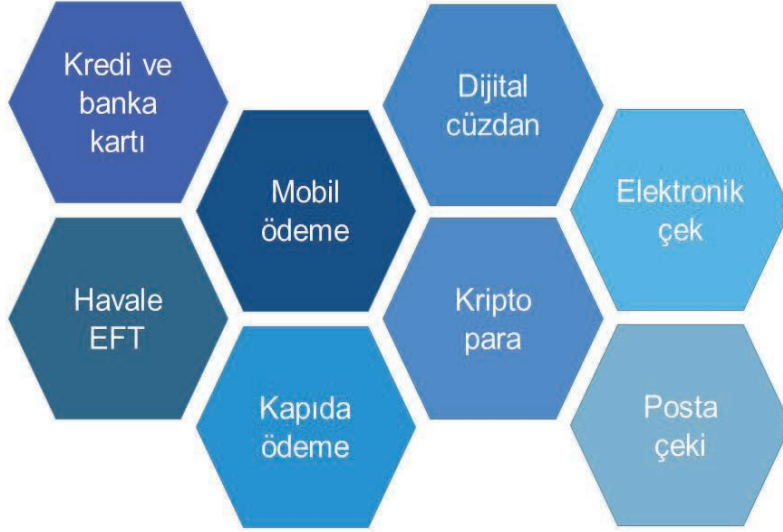 Kredi ve
banka
kartı
Dijital
cüzdan
Mobil
ödeme
Elektronik
çek
Havale
EFT
Kripto
para
Kapıda
ödeme
Posta
çeki